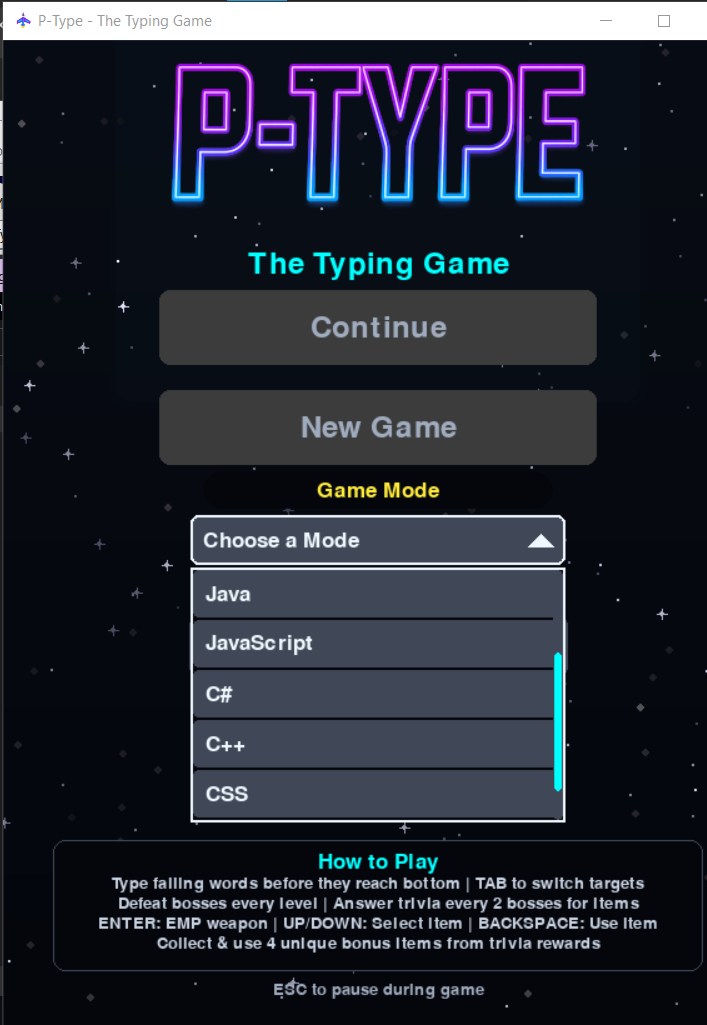 P-Type - The Typing Game
P-TYPE
The Typing Game
Continue
New Game
Game Mode
Choose a Mode
Java
JavaScript
C#
C++
CSS
How to Play
Type falling words before they reach bottom | TAB to switch targets
Defeat bosses every level | Answer trivia every 2 bosses for items
ENTER: EMP weapon | UP/DOWN: Select item | BACKSPACE: Use item
Collect & use 4 unique bonus items from trivia rewards
ESC to pause during game